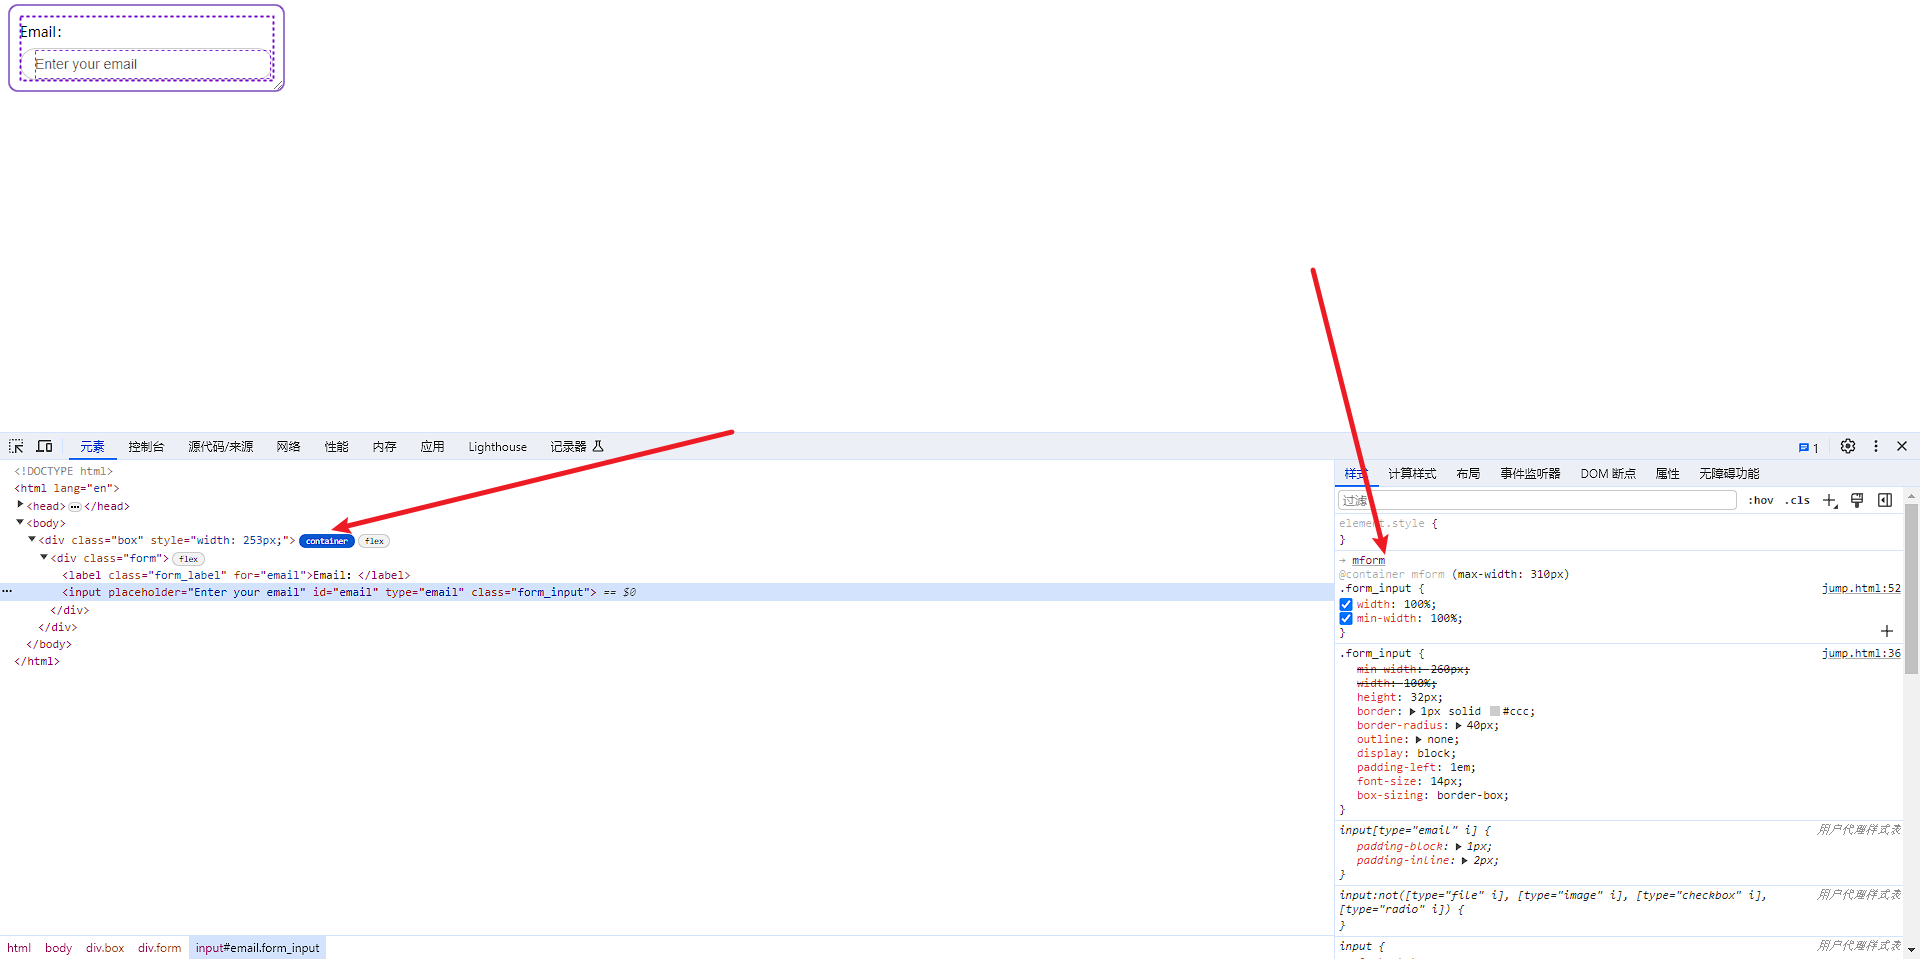 Email:
Enter your email
元素 控制台 源代码/来源 网络 性能 内存 应用 Lighthouse 记录器 1
<!DOCTYPE html>
<html lang="en">
<head> ••• </head>
<body>
<div class="box" style="width: 253px;"> container flex
<div class="form"> flex
<label class="form_label" for="email">Email: </label>
••• <input placeholder="Enter your email" id="email" type="email" class="form_input"> == $0
</div>
</div>
</body>
</html>
html body div.box div.form input#email.form_input
样式 计算样式 布局 事件监听器 DOM 断点 属性 无障碍功能
过滤 :hov .cls
element.style {
}
→ mform
@container mform (max-width: 310px)
.form_input { jump.html:52
width: 100%;
min-width: 100%;
}
.form_input { jump.html:36
min-width: 260px;
width: 100%;
height: 32px;
border: 1px solid #ccc;
border-radius: 40px;
outline: none;
display: block;
padding-left: 1em;
font-size: 14px;
box-sizing: border-box;
}
input[type="email" i] { 用户代理样式表
padding-block: 1px;
padding-inline: 2px;
}
input:not([type="file" i], [type="image" i], [type="checkbox" i], 用户代理样式表
[type="radio" i]) {
}
input { 用户代理样式表